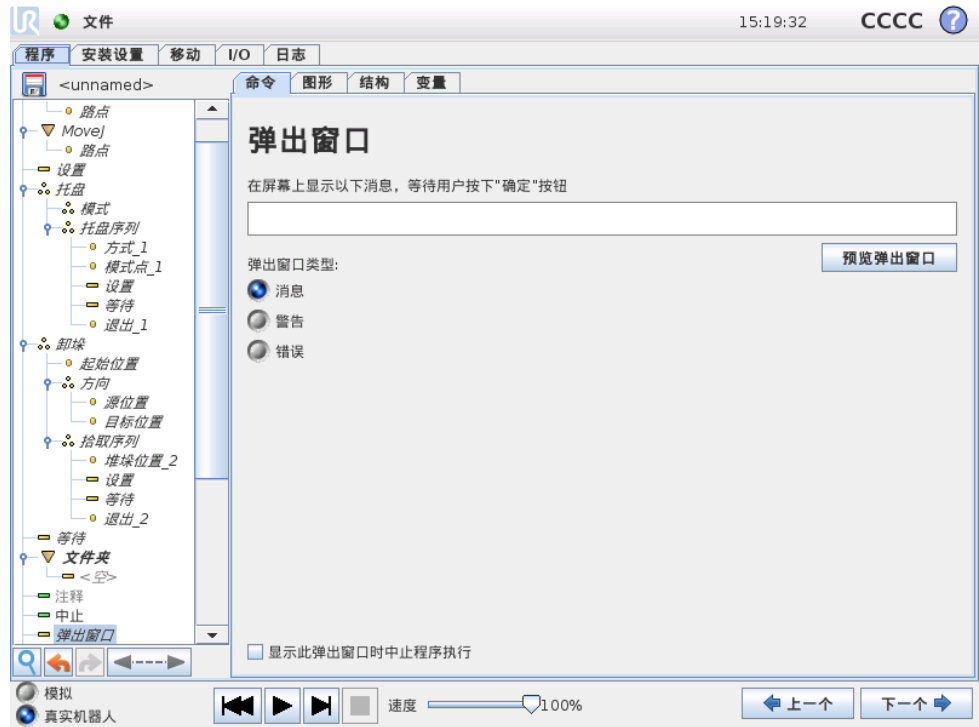 UR 文件 15:19:32 CCCC ?
程序 安装设置 移动 I/O 日志
<unnamed>
命令 图形 结构 变量
路点
MoveJ
路点
设置
托盘
模式
托盘序列
方式_1
模式点_1
设置
等待
退出_1
卸垛
起始位置
方向
源位置
目标位置
拾取序列
堆垛位置_2
设置
等待
退出_2
等待
文件夹
<空>
注释
中止
弹出窗口
弹出窗口
在屏幕上显示以下消息，等待用户按下"确定"按钮
预览弹出窗口
弹出窗口类型:
消息
警告
错误
显示此弹出窗口时中止程序执行
模拟
真实机器人
速度 100%
上一个 下一个